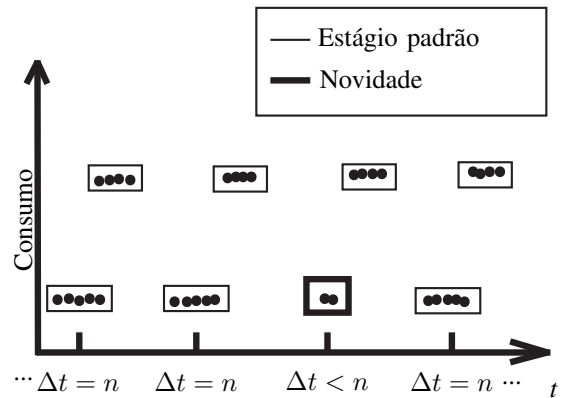 Estágio padrão
Novidade
Consumo
... Δt = n Δt = n Δt < n Δt = n ...
t